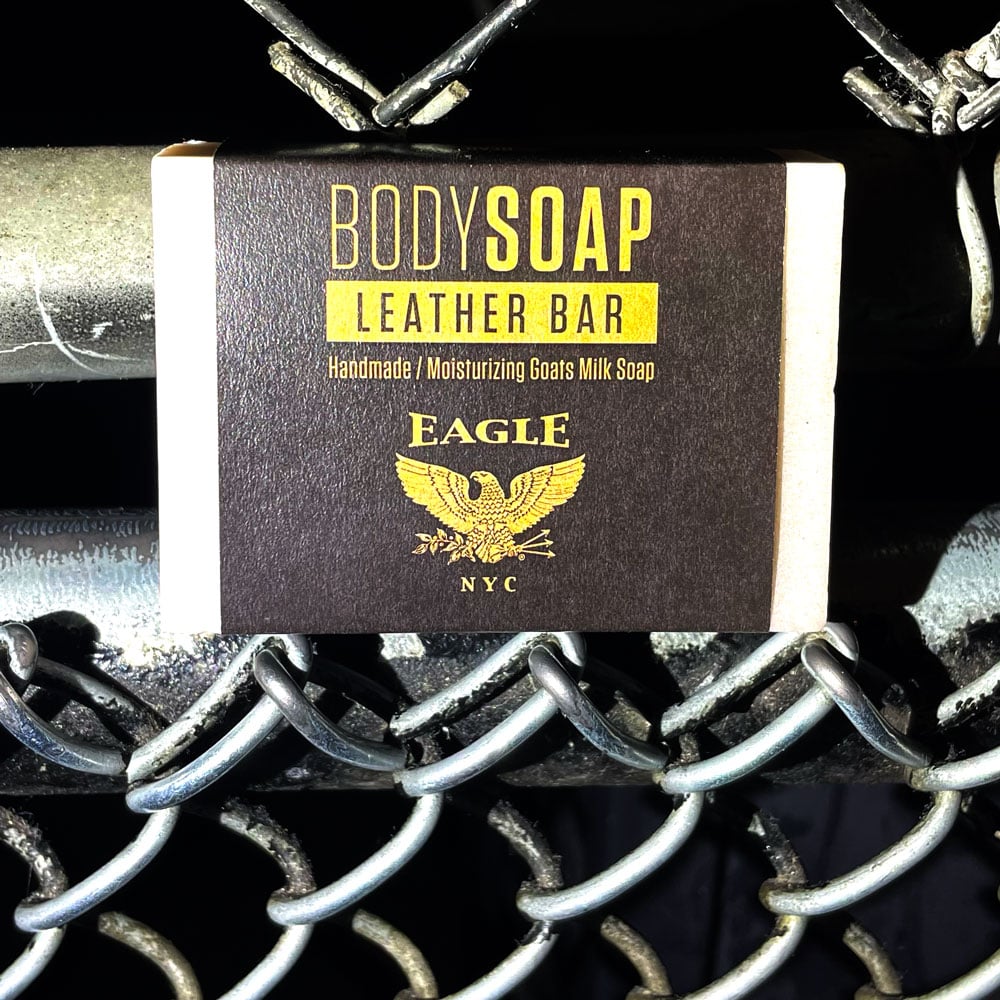 BODYSOAP
LEATHER BAR
Handmade / Moisturizing Goats Milk Soap
EAGLE
NYC